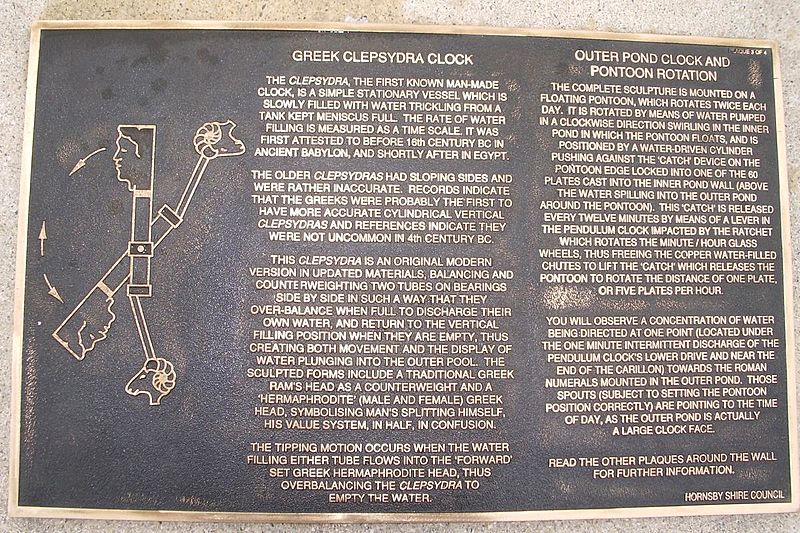 GREEK CLEPSYDRA CLOCK
THE CLEPSYDRA, THE FIRST KNOWN MAN-MADE
CLOCK, IS A SIMPLE STATIONARY VESSEL WHICH IS
SLOWLY FILLED WITH WATER TRICKLING FROM A
TANK KEPT MENISCUS FULL. THE RATE OF WATER
FILLING IS MEASURED AS A TIME SCALE. IT WAS
FIRST ATTESTED TO BEFORE 16th CENTURY BC IN
ANCIENT BABYLON, AND SHORTLY AFTER IN EGYPT.
THE OLDER CLEPSYDRAS HAD SLOPING SIDES AND
WERE RATHER INACCURATE. RECORDS INDICATE
THAT THE GREEKS WERE PROBABLY THE FIRST TO
HAVE MORE ACCURATE CYLINDRICAL VERTICAL
CLEPSYDRAS AND REFERENCES INDICATE THEY
WERE NOT UNCOMMON IN 4th CENTURY BC.
THIS CLEPSYDRA IS AN ORIGINAL MODERN
VERSION IN UPDATED MATERIALS, BALANCING AND
COUNTERWEIGHTING TWO TUBES ON BEARINGS
SIDE BY SIDE IN SUCH A WAY THAT THEY
OVER-BALANCE WHEN FULL TO DISCHARGE THEIR
OWN WATER, AND RETURN TO THE VERTICAL
FILLING POSITION WHEN THEY ARE EMPTY, THUS
CREATING BOTH MOVEMENT AND THE DISPLAY OF
WATER PLUNGING INTO THE OUTER POOL. THE
SCULPTED FORMS INCLUDE A TRADITIONAL GREEK
RAM'S HEAD AS A COUNTERWEIGHT AND A
'HERMAPHRODITE' (MALE AND FEMALE) GREEK
HEAD, SYMBOLISING MAN'S SPLITTING HIMSELF,
HIS VALUE SYSTEM, IN HALF, IN CONFUSION.
THE TIPPING MOTION OCCURS WHEN THE WATER
FILLING EITHER TUBE FLOWS INTO THE 'FORWARD'
SET GREEK HERMAPHRODITE HEAD, THUS
OVERBALANCING THE CLEPSYDRA TO
EMPTY THE WATER.
PLAQUE 3 OF 4
OUTER POND CLOCK AND
PONTOON ROTATION
THE COMPLETE SCULPTURE IS MOUNTED ON A
FLOATING PONTOON, WHICH ROTATES TWICE EACH
DAY. IT IS ROTATED BY MEANS OF WATER PUMPED
IN A CLOCKWISE DIRECTION SWIRLING IN THE INNER
POND IN WHICH THE PONTOON FLOATS, AND IS
POSITIONED BY A WATER-DRIVEN CYLINDER
PUSHING AGAINST THE 'CATCH' DEVICE ON THE
PONTOON EDGE LOCKED INTO ONE OF THE 60
PLATES CAST INTO THE INNER POND WALL (ABOVE
THE WATER SPILLING INTO THE OUTER POND
AROUND THE PONTOON). THIS 'CATCH' IS RELEASED
EVERY TWELVE MINUTES BY MEANS OF A LEVER IN
THE PENDULUM CLOCK IMPACTED BY THE RATCHET
WHICH ROTATES THE MINUTE / HOUR GLASS
WHEELS, THUS FREEING THE COPPER WATER-FILLED
CHUTES TO LIFT THE 'CATCH' WHICH RELEASES THE
PONTOON TO ROTATE THE DISTANCE OF ONE PLATE,
OR FIVE PLATES PER HOUR.
YOU WILL OBSERVE A CONCENTRATION OF WATER
BEING DIRECTED AT ONE POINT (LOCATED UNDER
THE ONE MINUTE INTERMITTENT DISCHARGE OF THE
PENDULUM CLOCK'S LOWER DRIVE AND NEAR THE
END OF THE CARILLON) TOWARDS THE ROMAN
NUMERALS MOUNTED IN THE OUTER POND. THOSE
SPOUTS (SUBJECT TO SETTING THE PONTOON
POSITION CORRECTLY) ARE POINTING TO THE TIME
OF DAY, AS THE OUTER POND IS ACTUALLY
A LARGE CLOCK FACE.
READ THE OTHER PLAQUES AROUND THE WALL
FOR FURTHER INFORMATION.
HORNSBY SHIRE COUNCIL